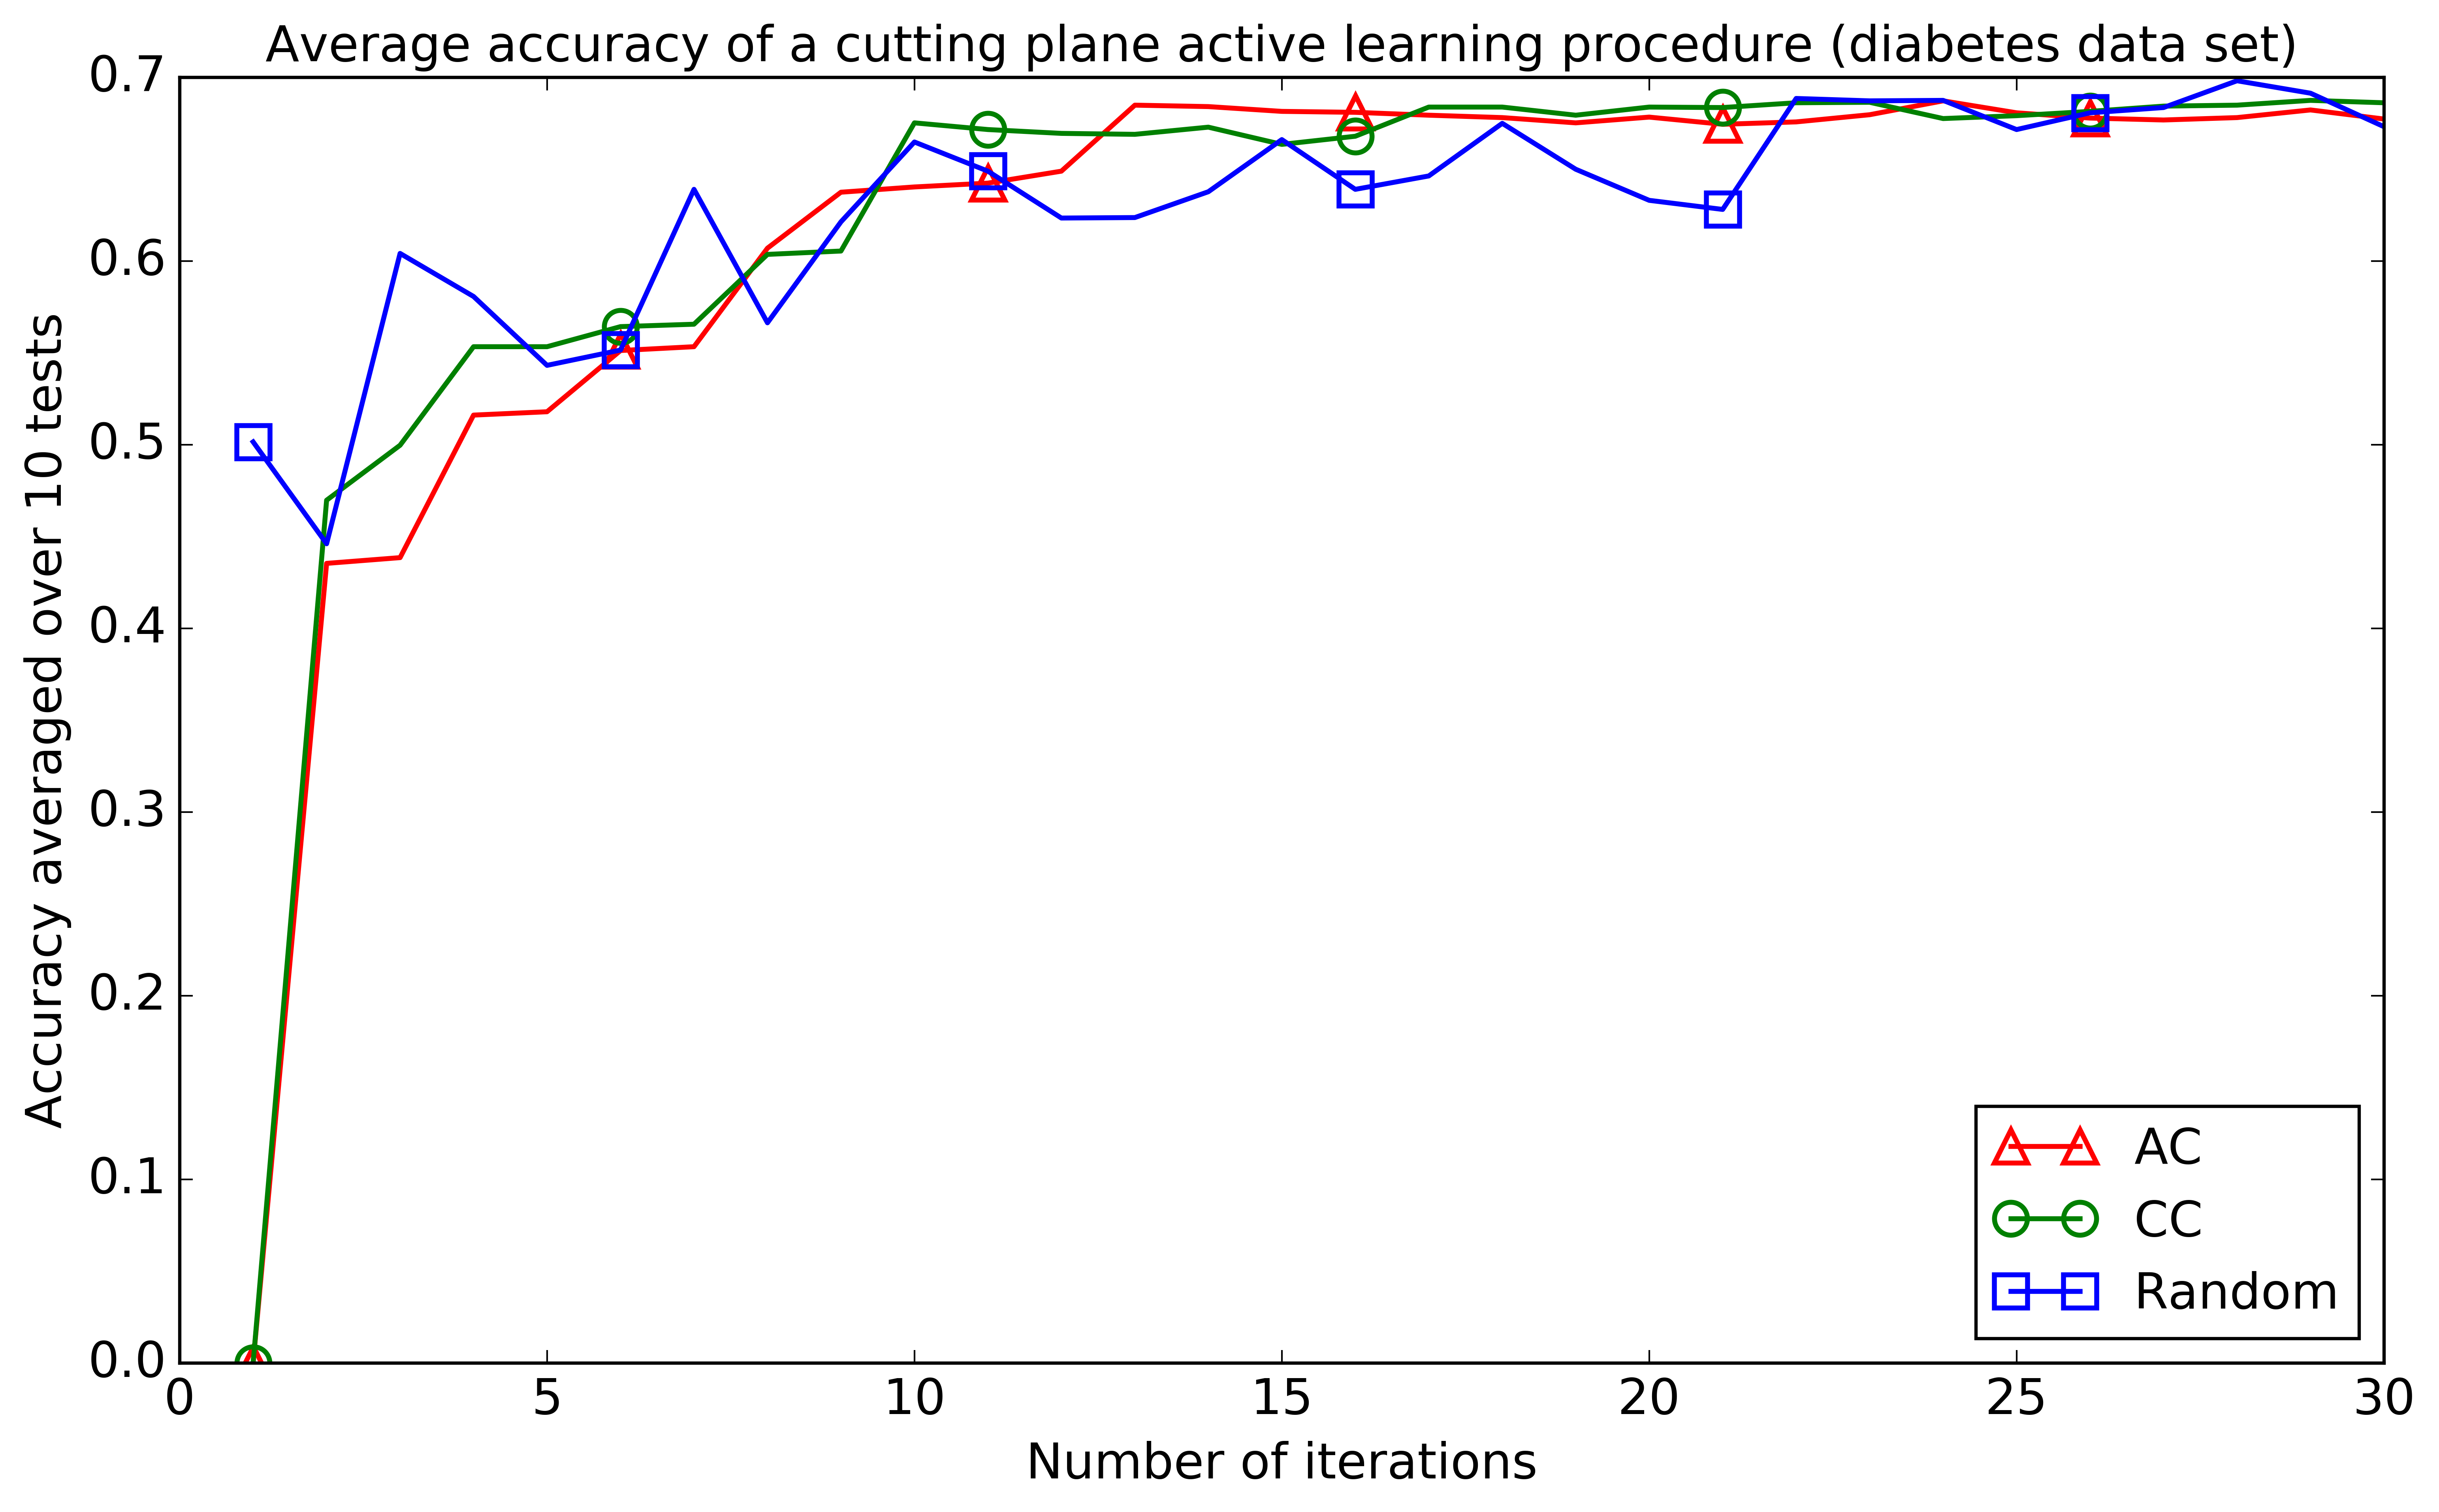 Average accuracy of a cutting plane active learning procedure (diabetes data set)
Accuracy averaged over 10 tests
0.7
0.6
0.5
0.4
0.3
0.2
0.1
0.0
0 5 10 15 20 25 30
Number of iterations
AC
CC
Random